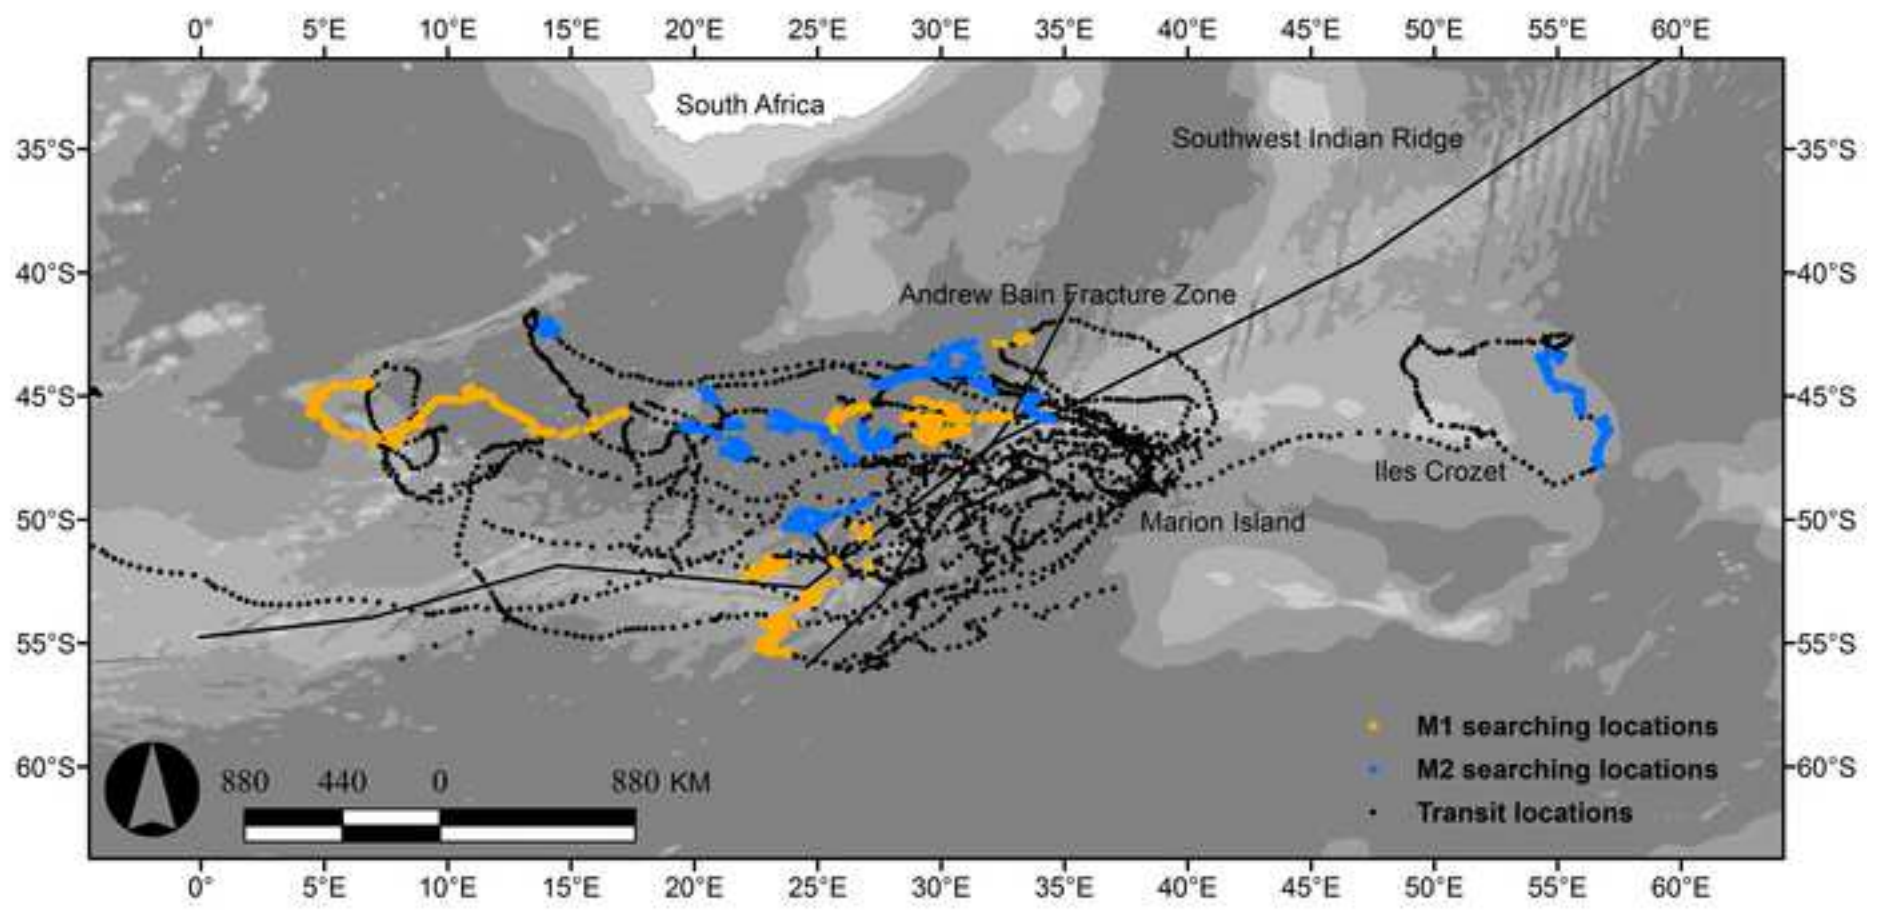 0° 5°E 10°E 15°E 20°E 25°E 30°E 35°E 40°E 45°E 50°E 55°E 60°E
South Africa
Southwest Indian Ridge
35°S 35°S
40°S 40°S
Andrew Bain Fracture Zone
45°S 45°S
Iles Crozet
50°S Marion Island 50°S
55°S 55°S
M1 searching locations
60°S M2 searching locations 60°S
880 440 0 880 KM
Transit locations
0° 5°E 10°E 15°E 20°E 25°E 30°E 35°E 40°E 45°E 50°E 55°E 60°E